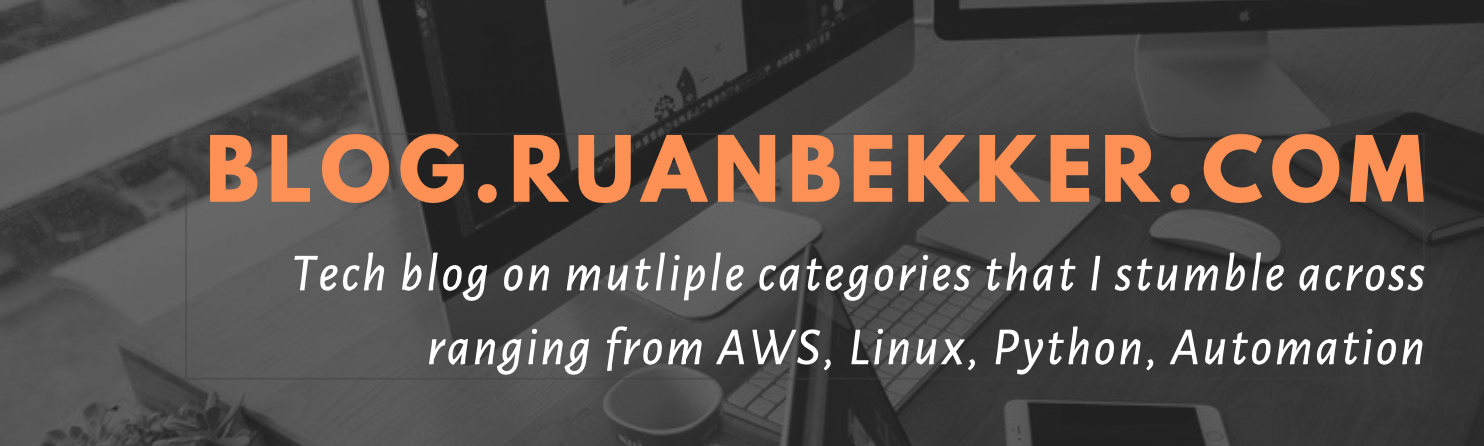 BLOG.RUANBEKKER.COM
Tech blog on mutliple categories that I stumble across
ranging from AWS, Linux, Python, Automation